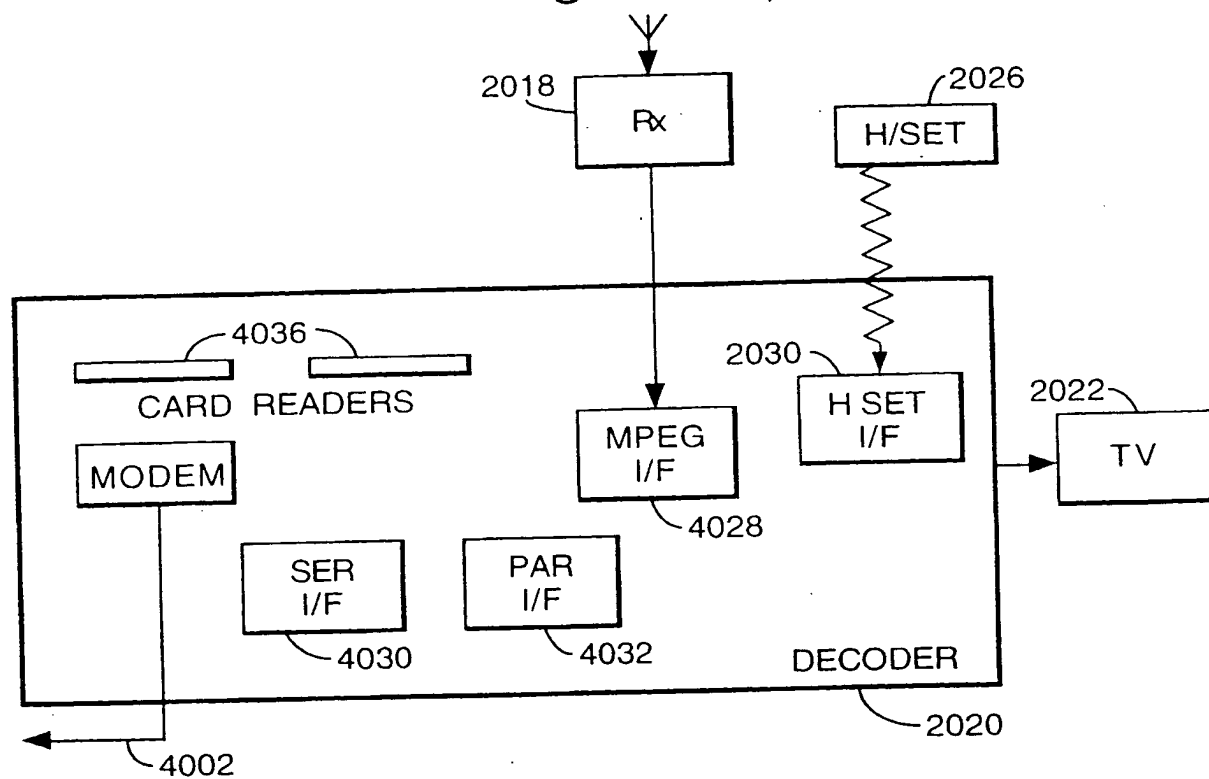 2018
Rx
2026
H/SET
4036
CARD READERS
2030
H SET
I/F
2022
TV
MODEM
MPEG
I/F
4028
SER
I/F
4030
PAR
I/F
4032
DECODER
2020
4002